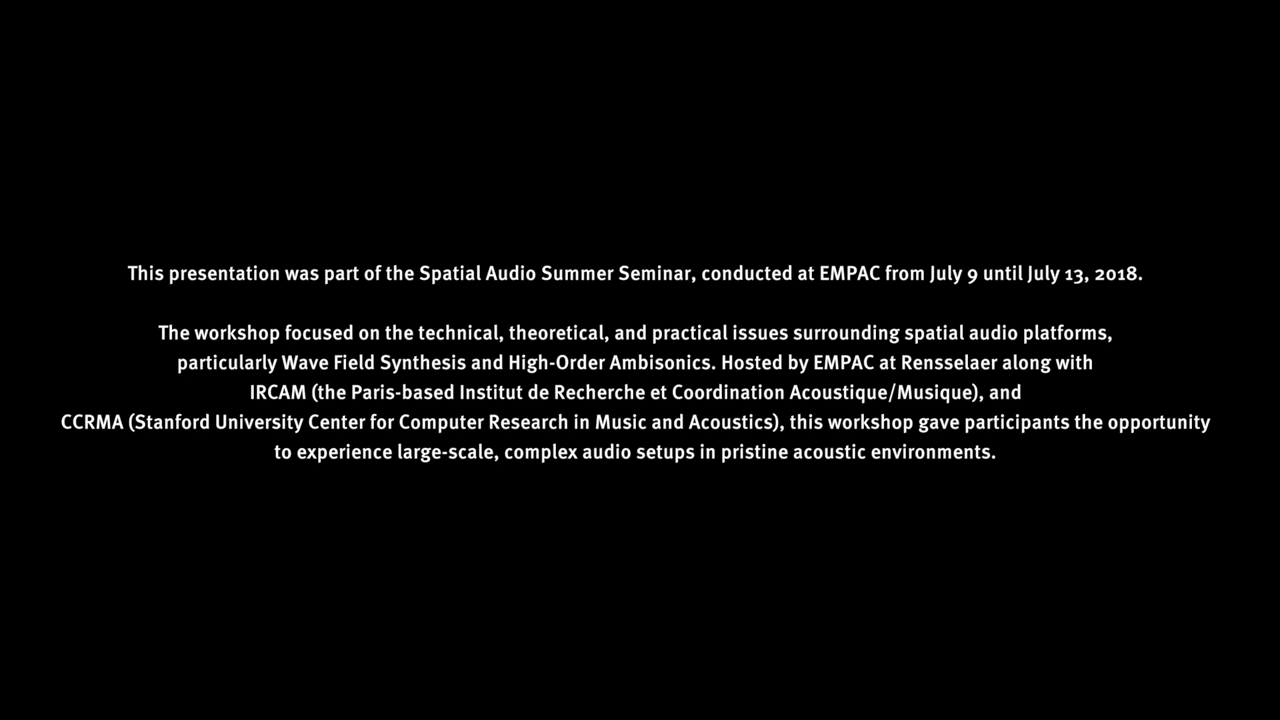 This presentation was part of the Spatial Audio Summer Seminar, conducted at EMPAC from July 9 until July 13, 2018.
The workshop focused on the technical, theoretical, and practical issues surrounding spatial audio platforms,
particularly Wave Field Synthesis and High-Order Ambisonics. Hosted by EMPAC at Rensselaer along with
IRCAM (the Paris-based Institut de Recherche et Coordination Acoustique/Musique), and
CCRMA (Stanford University Center for Computer Research in Music and Acoustics), this workshop gave participants the opportunity
to experience large-scale, complex audio setups in pristine acoustic environments.